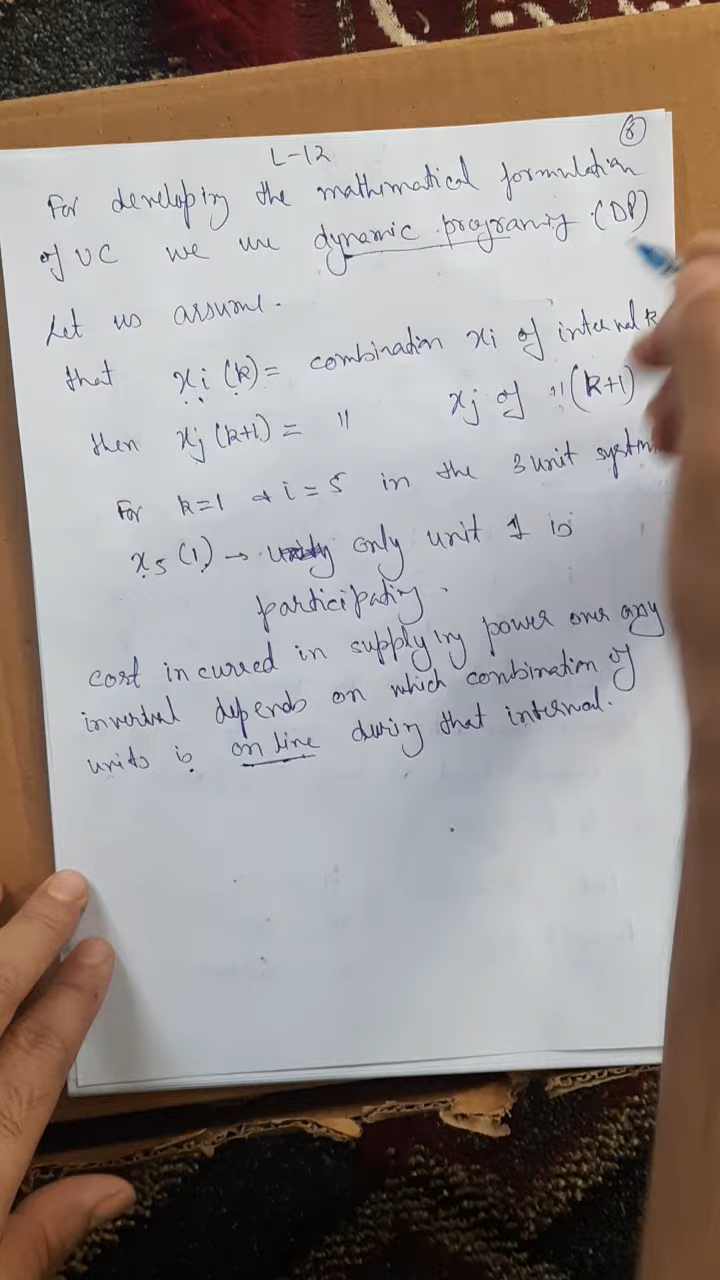 L-12
(8)
For developing the mathematical formulation
of UC we use dynamic programig (DP)
Let us assume.
that xi (k) = combination xi of interval k
then xj (k+1) = " xj of " (k+1)
For k=1 & i=5 in the 3 unit system
x5 (1) → only unit 1 is
participatig.
cost incurred in supplying power over any
interval depends on which combination of
units is on line during that interval.